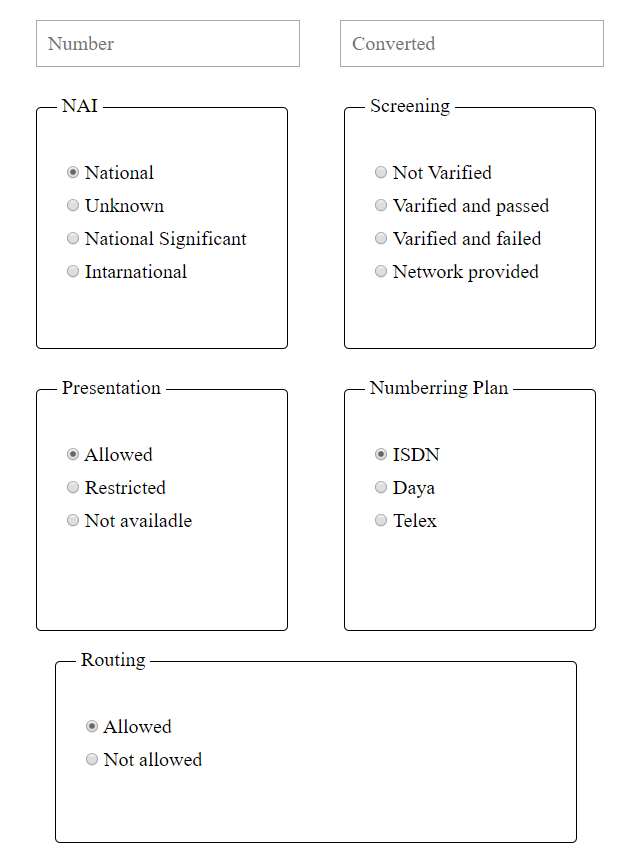 Number
Converted
NAI
National
Unknown
National Significant
Intarnational
Screening
Not Varified
Varified and passed
Varified and failed
Network provided
Presentation
Allowed
Restricted
Not availadle
Numberring Plan
ISDN
Daya
Telex
Routing
Allowed
Not allowed